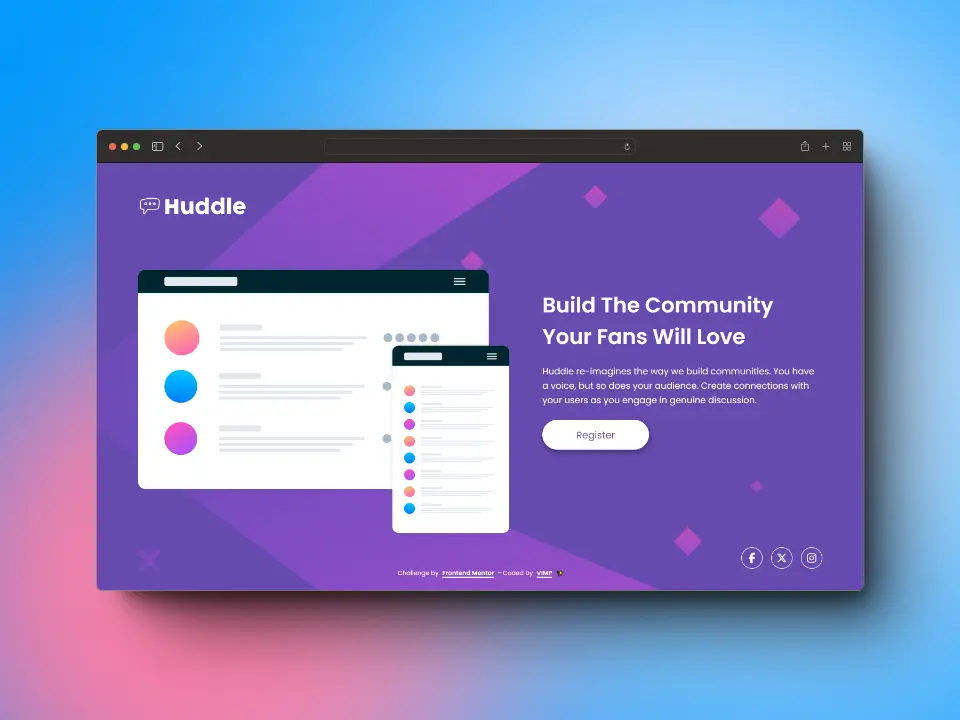 Huddle
Build The Community
Your Fans Will Love
Huddle re-imagines the way we build communities. You have
a voice, but so does your audience. Create connections with
your users as you engage in genuine discussion.
Register
Challenge by Frontend Mentor - Coded by VIMP